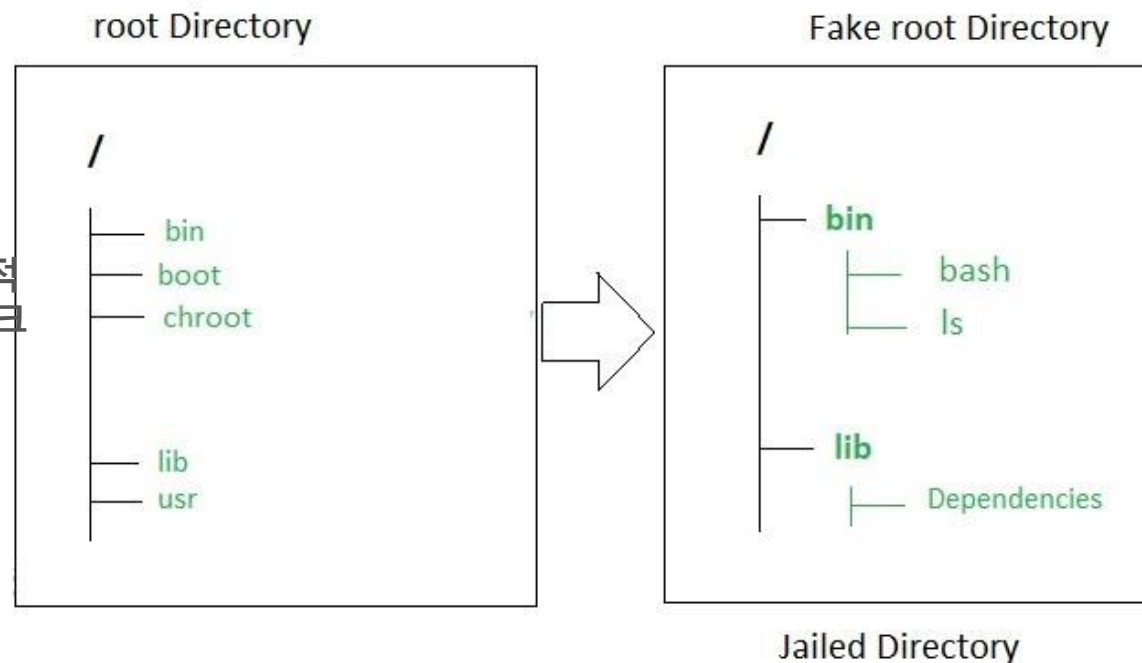 root Directory
/
bin
boot
chroot
lib
usr
Fake root Directory
/
bin
bash
ls
lib
Dependencies
Jailed Directory